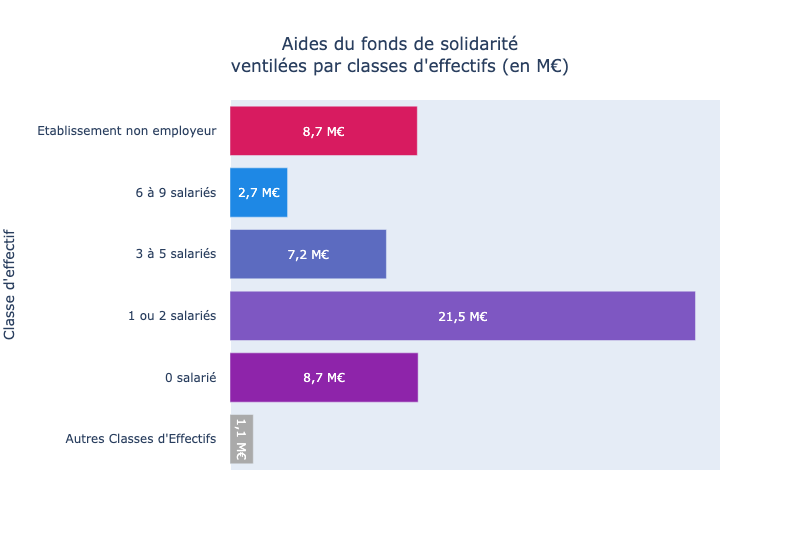 Aides du fonds de solidarité
ventilées par classes d'effectifs (en M€)
Classe d'effectif
Etablissement non employeur
8,7 M€
6 à 9 salariés
2,7 M€
3 à 5 salariés
7,2 M€
1 ou 2 salariés
21,5 M€
0 salarié
8,7 M€
Autres Classes d'Effectifs
1,1 M€